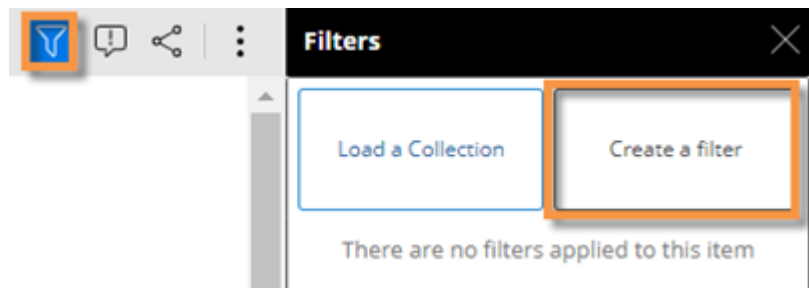 Filters
Load a Collection
Create a filter
There are no filters applied to this item